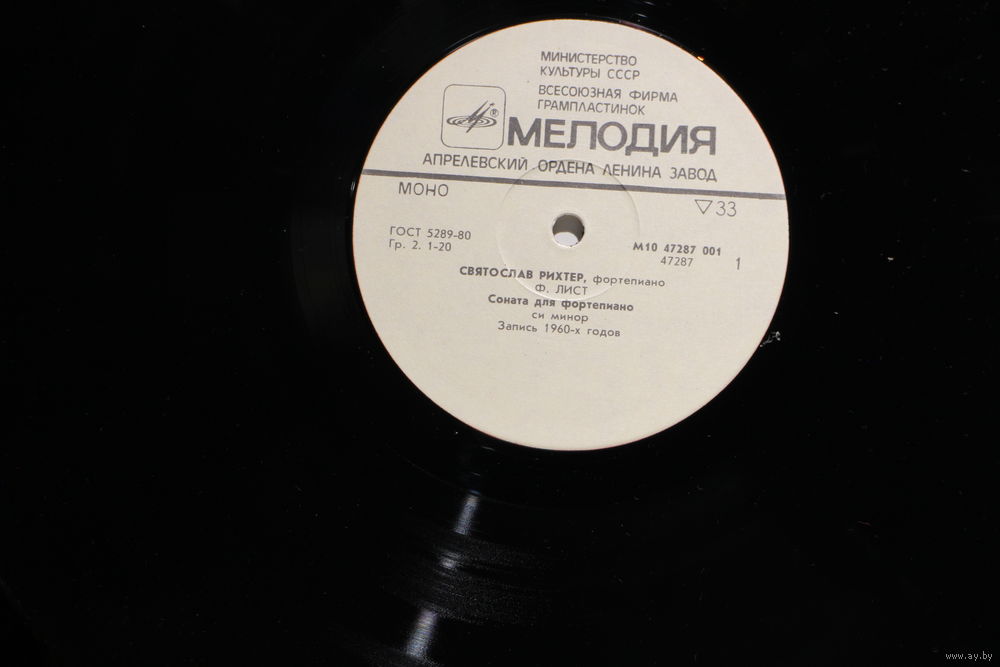 МИНИСТЕРСТВО
КУЛЬТУРЫ СССР
ВСЕСОЮЗНАЯ ФИРМА
ГРАМПЛАСТИНОК
®
МЕЛОДИЯ
АПРЕЛЕВСКИЙ ОРДЕНА ЛЕНИНА ЗАВОД
МОНО
▽33
ГОСТ 5289-80
Гр. 2. 1-20
М10 47287 001
47287
1
СВЯТОСЛАВ РИХТЕР, фортепиано
Ф. ЛИСТ
Соната для фортепиано
си минор
Запись 1960-х годов
www.ay.by